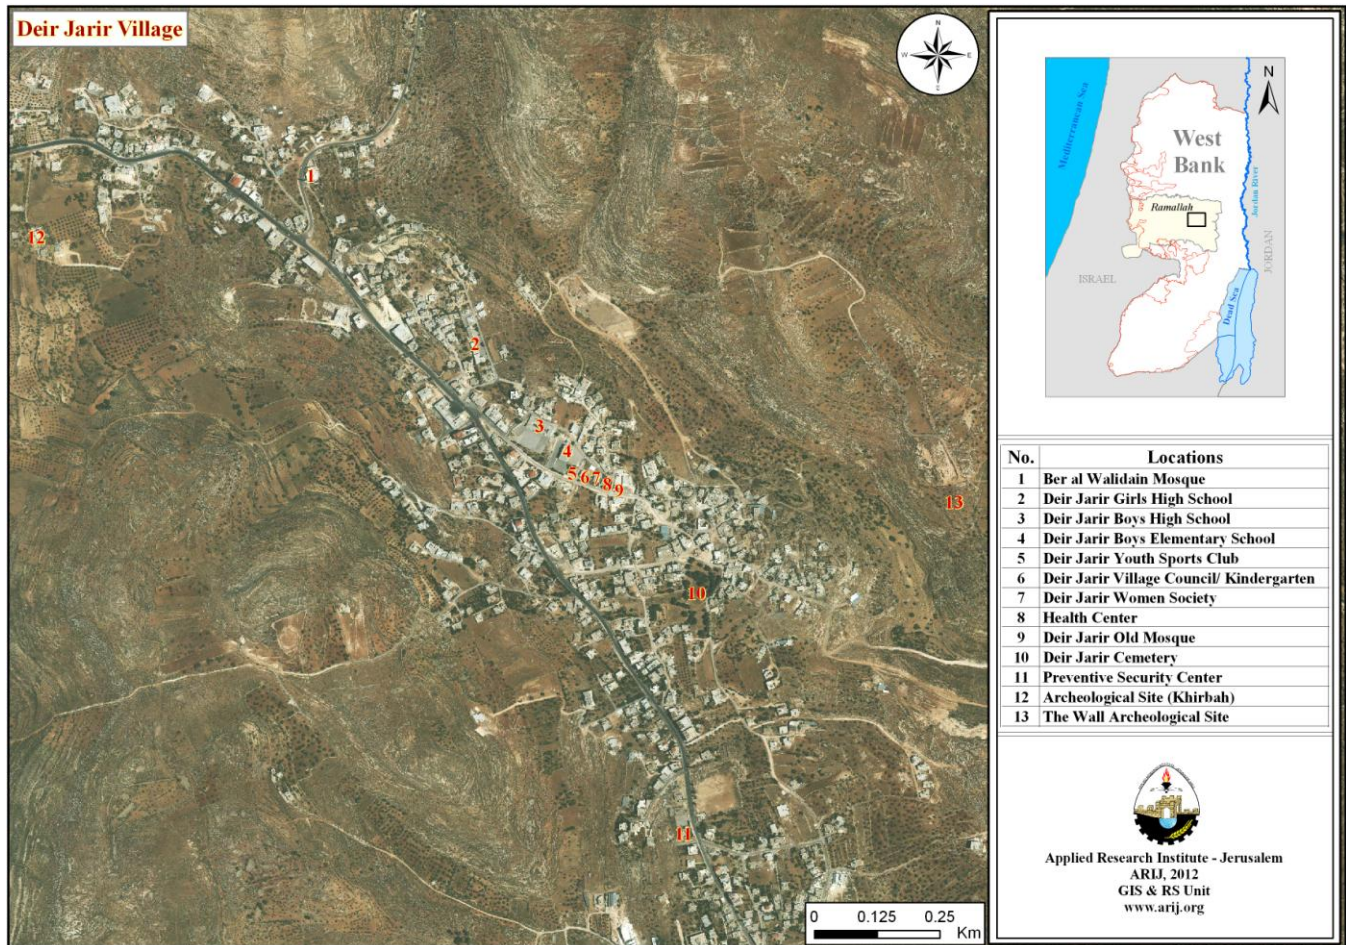 Deir Jarir Village
N
W
E
1
12
2
3
4
5 6 7 8 9
13
10
11
0 0.125 0.25
Km
N
Mediterranean Sea
West
Bank
Jordan River
Ramallah
JORDAN
ISRAEL
Dead Sea
No. Locations
1 Ber al Walidain Mosque
2 Deir Jarir Girls High School
3 Deir Jarir Boys High School
4 Deir Jarir Boys Elementary School
5 Deir Jarir Youth Sports Club
6 Deir Jarir Village Council/ Kindergarten
7 Deir Jarir Women Society
8 Health Center
9 Deir Jarir Old Mosque
10 Deir Jarir Cemetery
11 Preventive Security Center
12 Archeological Site (Khirbah)
13 The Wall Archeological Site
Applied Research Institute - Jerusalem
ARIJ, 2012
GIS & RS Unit
www.arij.org